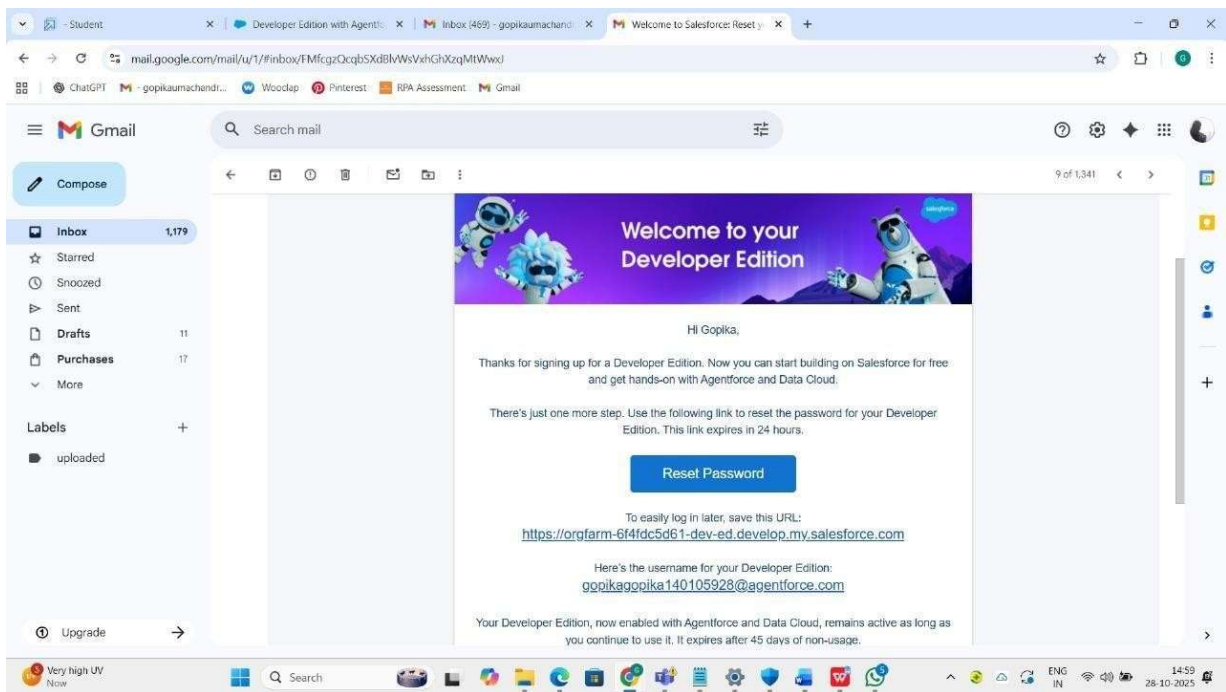 - Student
Developer Edition with Agentfo
Inbox (469) - gopikaumachand
Welcome to Salesforce: Reset y
mail.google.com/mail/u/1/#inbox/FMfcgzQcqbSXdBlvWsVxhGhXzqMtWwxJ
G
ChatGPT
- gopikaumachandr...
Wooclap
Pinterest
RPA Assessment
Gmail
Gmail
Search mail
Compose
9 of 1,341
Inbox 1,179
Starred
Snoozed
Sent
Drafts 11
Purchases 17
More
Labels
uploaded
Upgrade
salesforce
Welcome to your
Developer Edition
Hi Gopika,
Thanks for signing up for a Developer Edition. Now you can start building on Salesforce for free
and get hands-on with Agentforce and Data Cloud.
There's just one more step. Use the following link to reset the password for your Developer
Edition. This link expires in 24 hours.
Reset Password
To easily log in later, save this URL:
https://orgfarm-6f4fdc5d61-dev-ed.develop.my.salesforce.com
Here's the username for your Developer Edition:
gopikagopika140105928@agentforce.com
Your Developer Edition, now enabled with Agentforce and Data Cloud, remains active as long as
you continue to use it. It expires after 45 days of non-usage.
Very high UV
Now
Search
ENG
IN
14:59
28-10-2025